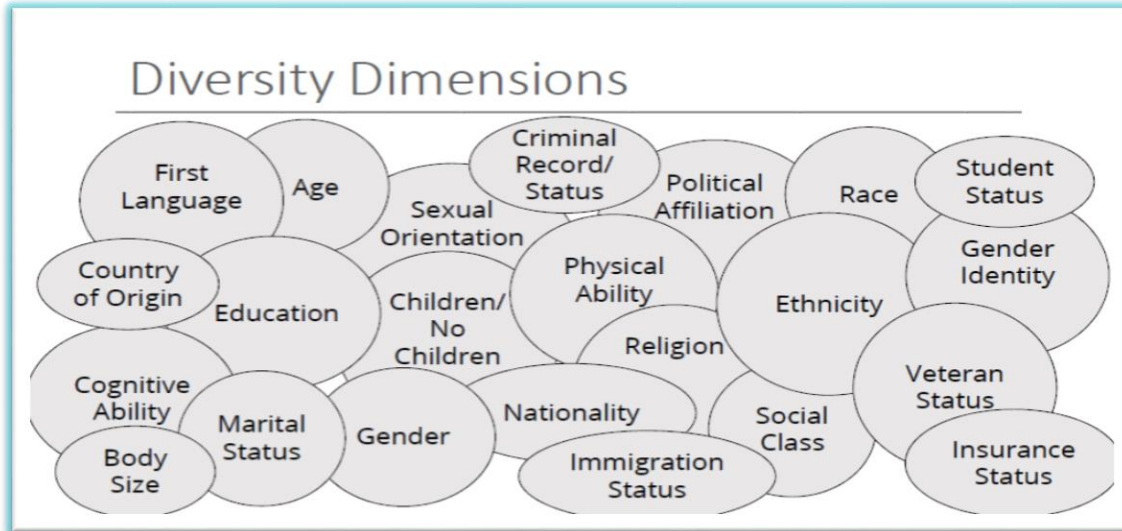 Diversity Dimensions
First
Language
Age
Sexual
Orientation
Criminal
Record/
Status
Political
Affiliation
Race
Student
Status
Country
of Origin
Education
Children/
No
Children
Physical
Ability
Religion
Ethnicity
Gender
Identity
Cognitive
Ability
Marital
Status
Gender
Nationality
Social
Class
Veteran
Status
Body
Size
Immigration
Status
Insurance
Status